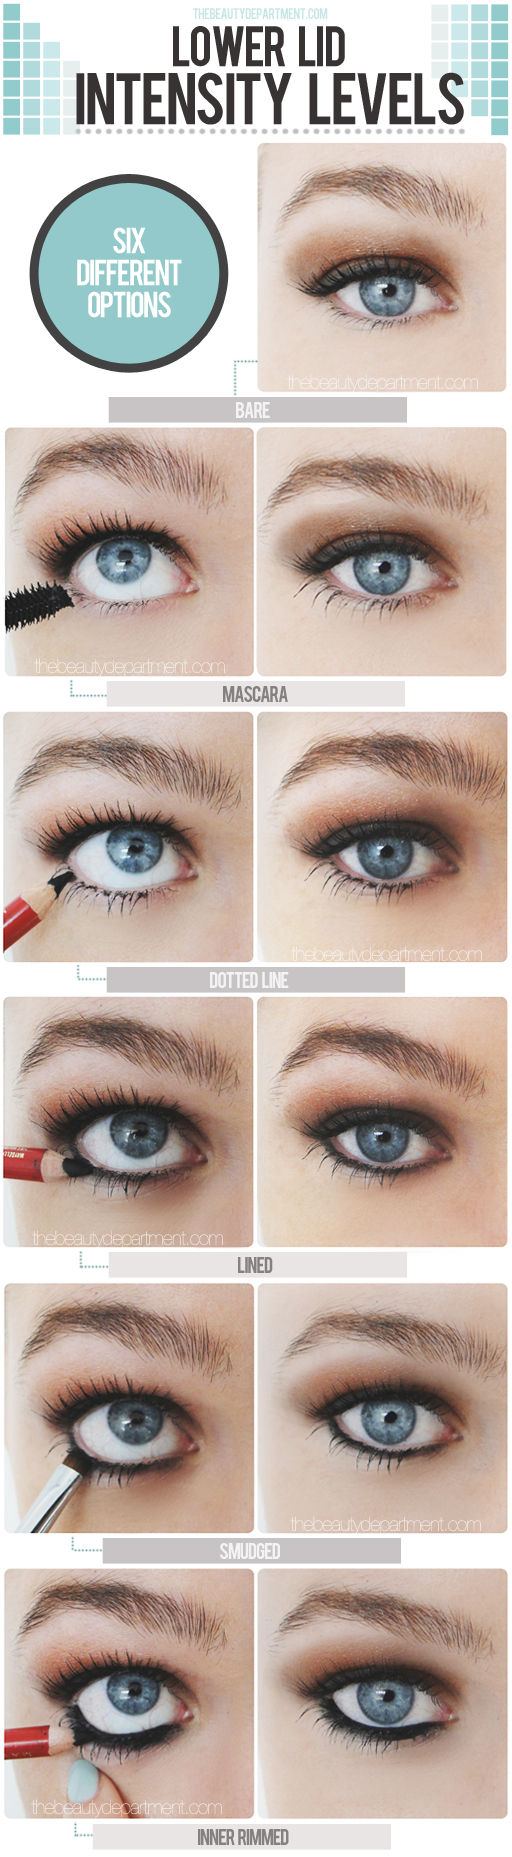 THEBEAUTYDEPARTMENT.COM
LOWER LID
INTENSITY LEVELS
SIX
DIFFERENT
OPTIONS
thebeautydepartment.com
BARE
thebeautydepartment.com
MASCARA
thebeautydepartment.com
DOTTED LINE
thebeautydepartment.com
LINED
thebeautydepartment.com
SMUDGED
thebeautydepartment.com
INNER RIMMED